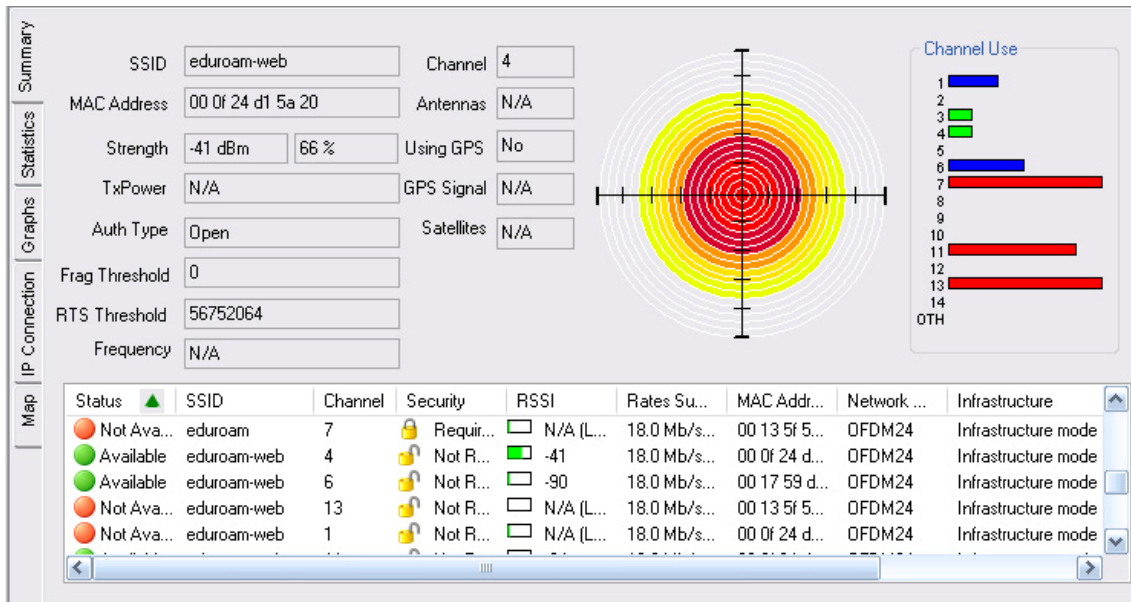 Summary
Statistics
Graphs
IP Connection
Map
SSID eduroam-web Channel 4
MAC Address 00 0f 24 d1 5a 20 Antennas N/A
Strength -41 dBm 66 % Using GPS No
TxPower N/A GPS Signal N/A
Auth Type Open Satellites N/A
Frag Threshold 0
RTS Threshold 56752064
Frequency N/A
Channel Use
1
2
3
4
5
6
7
8
9
10
11
12
13
14
OTH
Status SSID Channel Security RSSI Rates Su... MAC Addr... Network ... Infrastructure
Not Ava... eduroam 7 Requir... N/A (L... 18.0 Mb/s... 00 13 5f 5... OFDM24 Infrastructure mode
Available eduroam-web 4 Not R... -41 18.0 Mb/s... 00 0f 24 d... OFDM24 Infrastructure mode
Available eduroam-web 6 Not R... -90 18.0 Mb/s... 00 17 59 d... OFDM24 Infrastructure mode
Not Ava... eduroam-web 13 Not R... N/A (L... 18.0 Mb/s... 00 13 5f 5... OFDM24 Infrastructure mode
Not Ava... eduroam-web 1 Not R... N/A (L... 18.0 Mb/s... 00 0f 24 d... OFDM24 Infrastructure mode